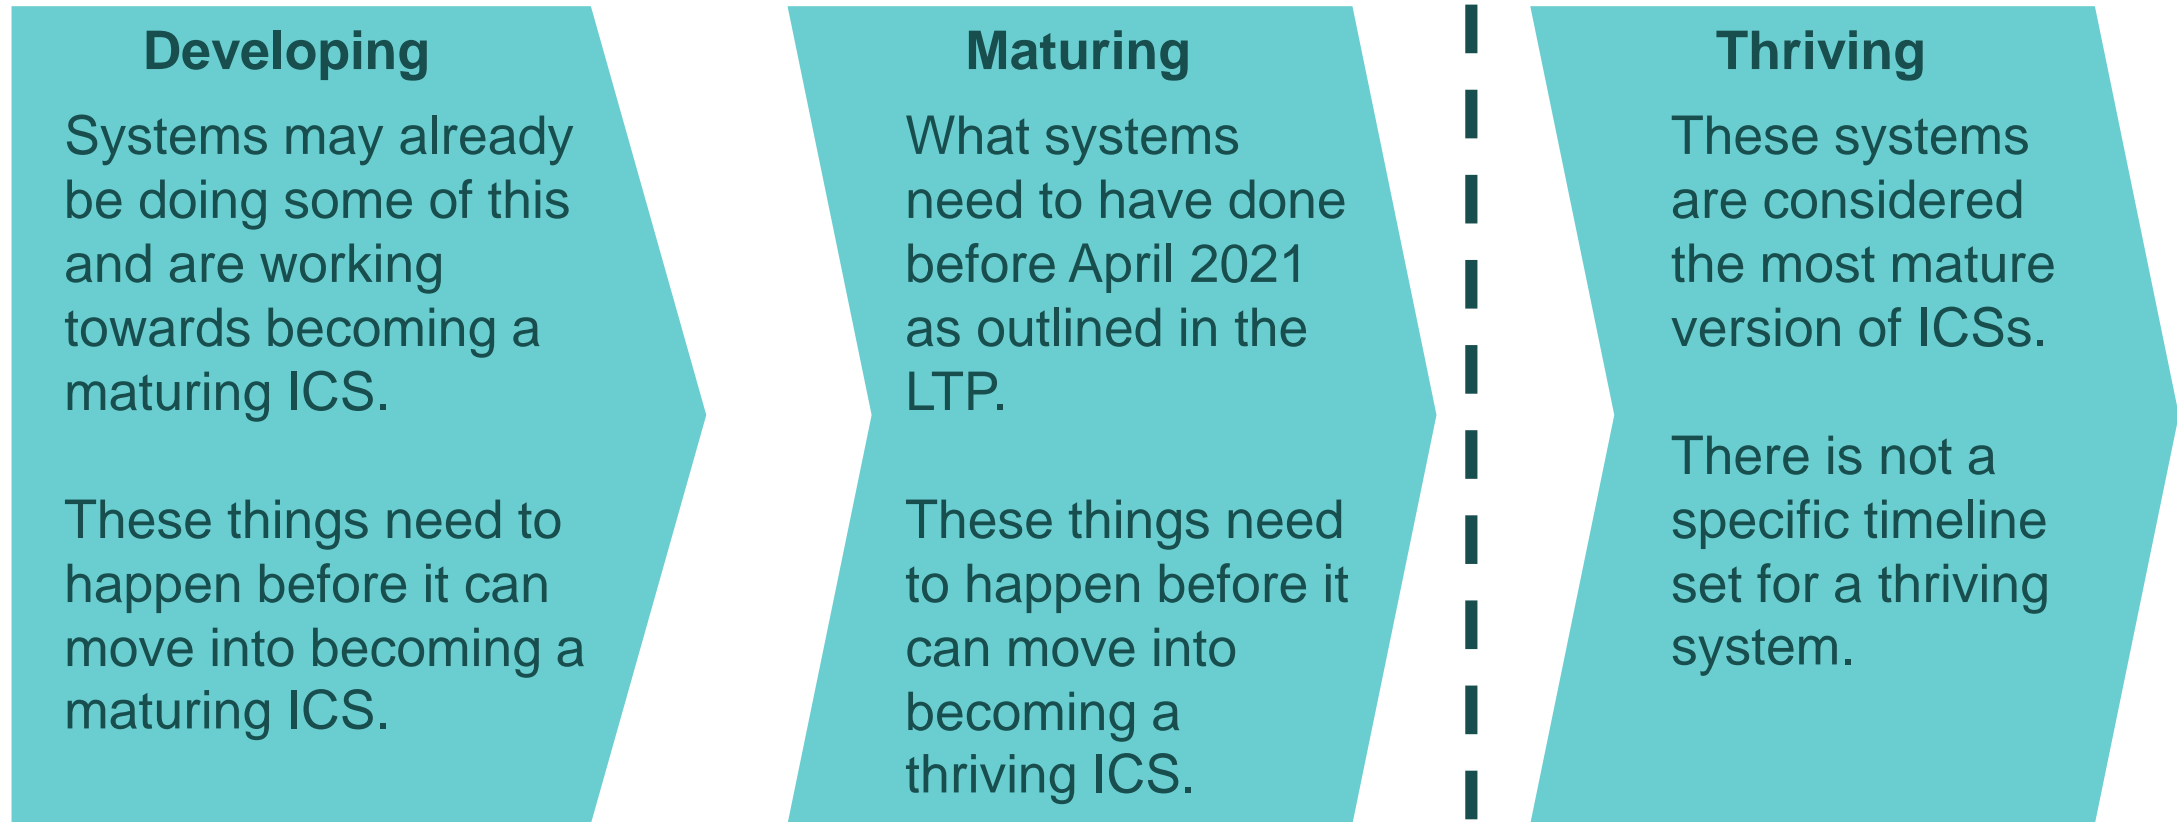 Developing
Systems may already
be doing some of this
and are working
towards becoming a
maturing ICS.
These things need to
happen before it can
move into becoming a
maturing ICS.
Maturing
What systems
need to have done
before April 2021
as outlined in the
LTP.
These things need
to happen before it
can move into
becoming a
thriving ICS.
Thriving
These systems
are considered
the most mature
version of ICSs.
There is not a
specific timeline
set for a thriving
system.